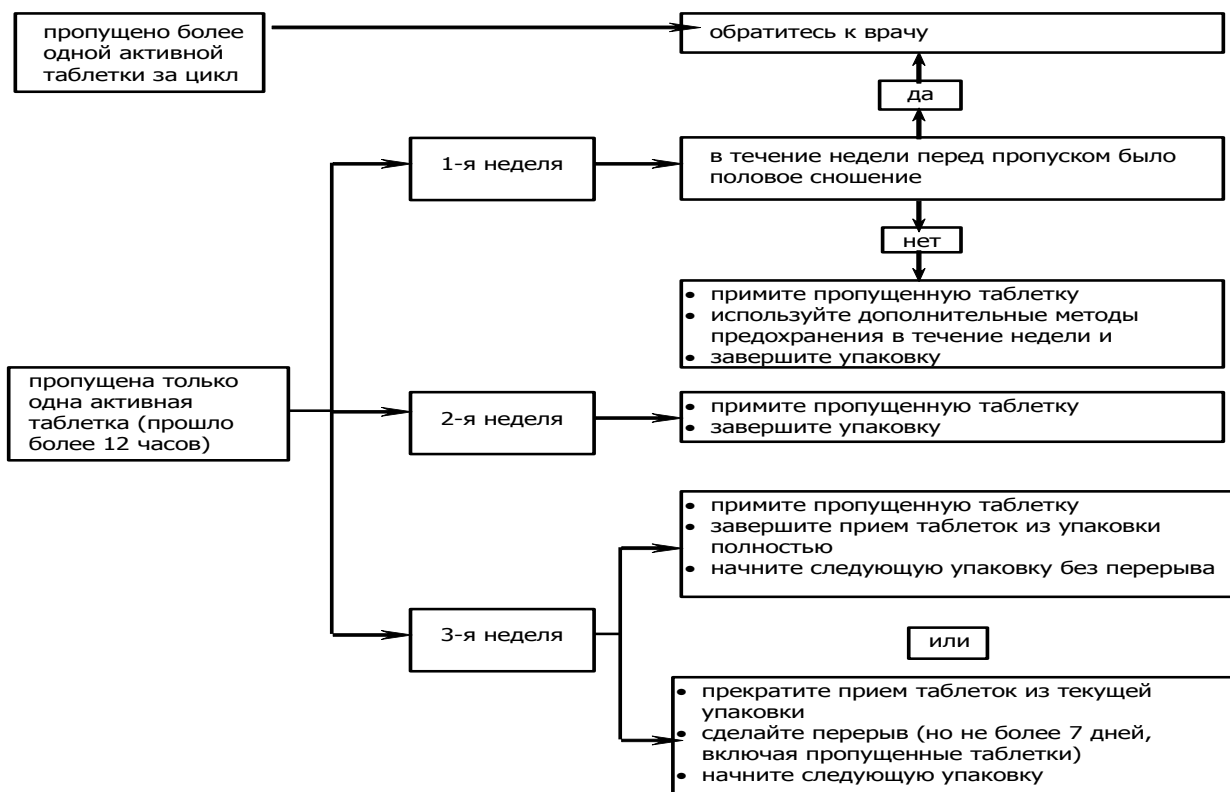 пропущено более
одной активной
таблетки за цикл
обратитесь к врачу
да
1-я неделя
в течение недели перед пропуском было
половое сношение
нет
• примите пропущенную таблетку
• используйте дополнительные методы
предохранения в течение недели и
• завершите упаковку
пропущена только
одна активная
таблетка (прошло
более 12 часов)
2-я неделя
• примите пропущенную таблетку
• завершите упаковку
3-я неделя
• примите пропущенную таблетку
• завершите прием таблеток из упаковки
полностью
• начните следующую упаковку без перерыва
или
• прекратите прием таблеток из текущей
упаковки
• сделайте перерыв (но не более 7 дней,
включая пропущенные таблетки)
• начните следующую упаковку